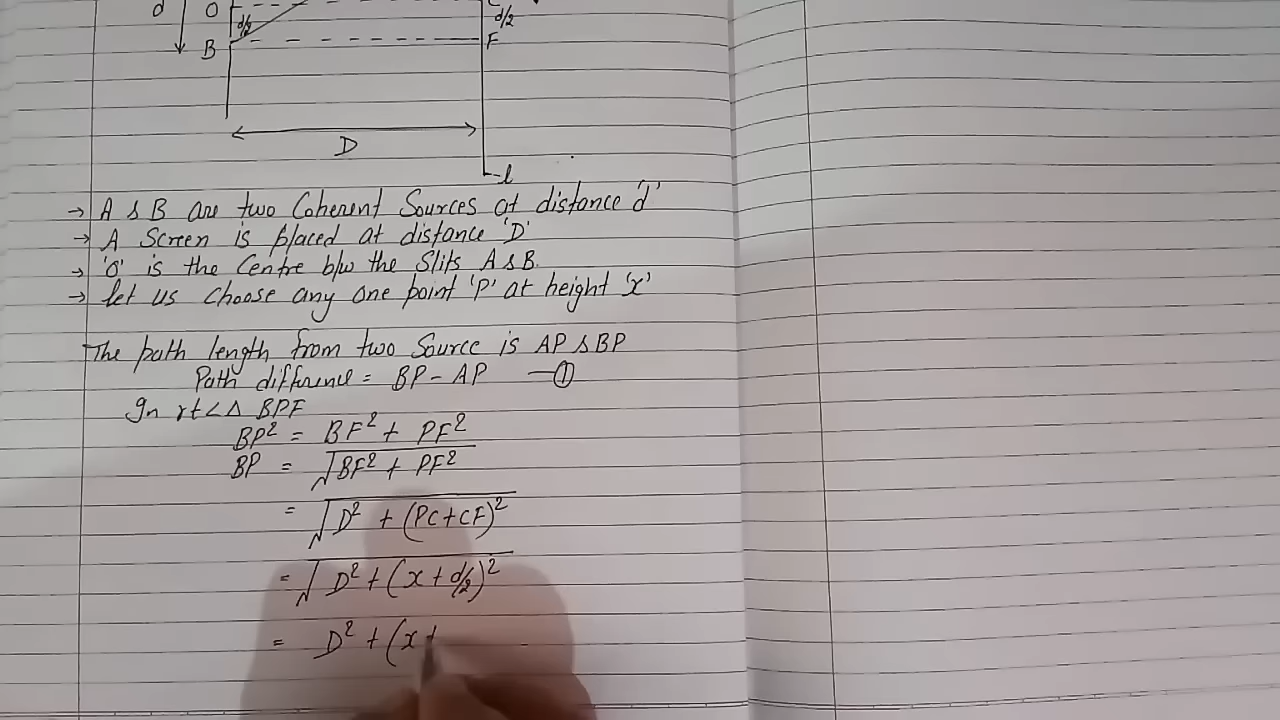 d O d/2
d/2
B F
D
-l
→ A & B are two Coherent Sources at distance 'd'
→ A Screen is placed at distance 'D'
→ 'O' is the Centre b/w the Slits A & B.
→ let us Choose any one point 'P' at height 'x'
The path length from two Source is AP & BP
Path difference = BP - AP —①
In rt∠Δ BPF
BP² = BF² + PF²
BP = √BF² + PF²
= √D² + (PC+CF)²
= √D² + (x + d/2)²
= D² + (x +